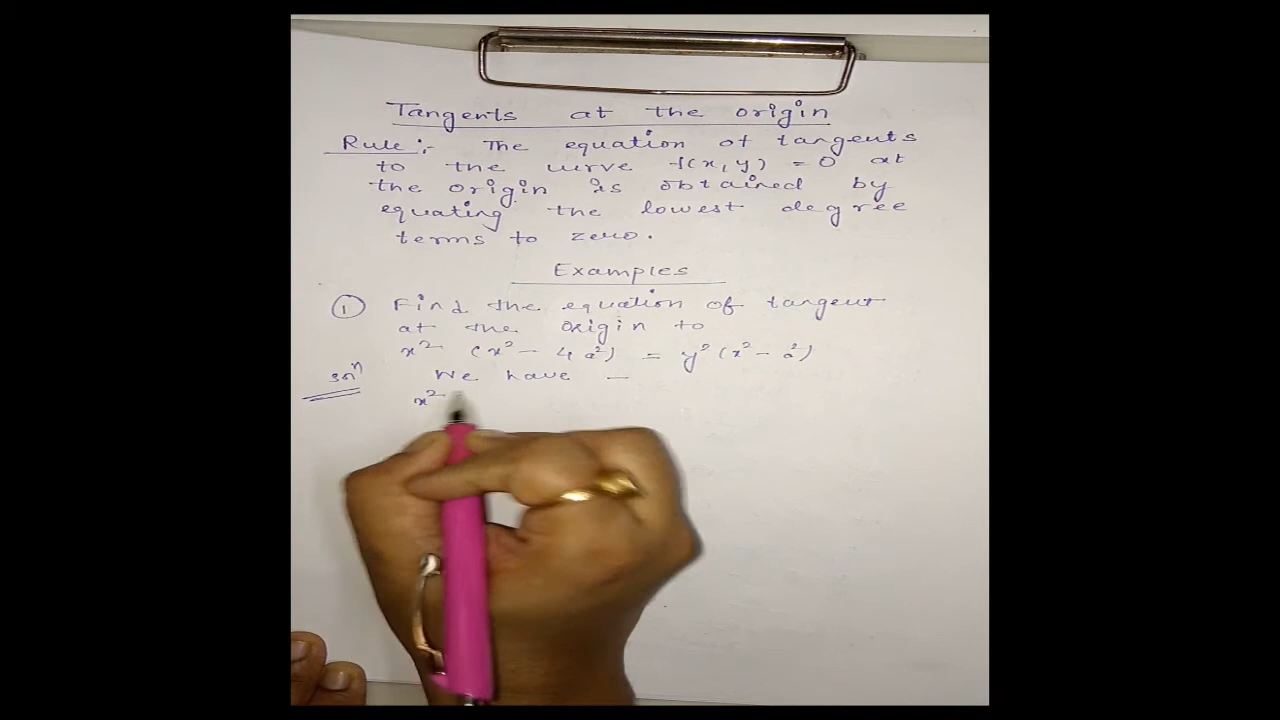 Tangents at the origin
Rule:- The equation of tangents
to the curve f(x,y) = 0 at
the origin is obtained by
equating the lowest degree
terms to zero.
Examples
① Find the equation of tangent
at the origin to
x² (x² - 4a²) = y² (x² - a²)
Solⁿ We have —
x²